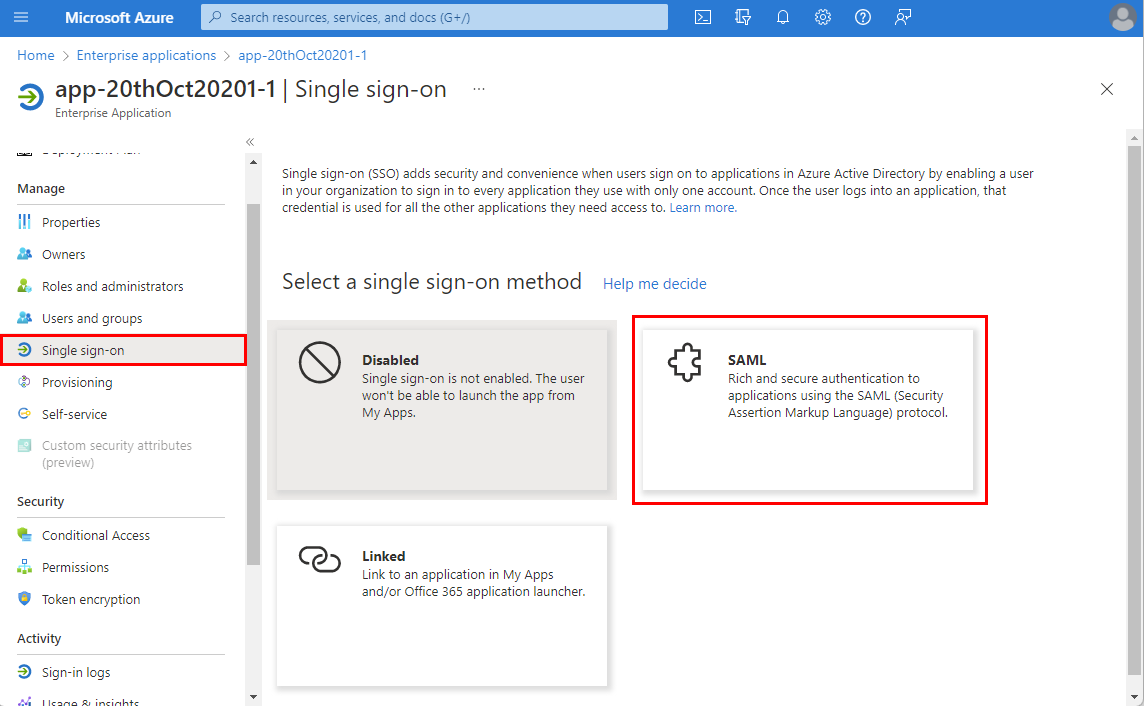 Microsoft Azure
Search resources, services, and docs (G+/)
Home > Enterprise applications > app-20thOct20201-1
app-20thOct20201-1 | Single sign-on ...
Enterprise Application
Manage
Properties
Owners
Roles and administrators
Users and groups
Single sign-on
Provisioning
Self-service
Custom security attributes
(preview)
Security
Conditional Access
Permissions
Token encryption
Activity
Sign-in logs
Usage & insights
Single sign-on (SSO) adds security and convenience when users sign on to applications in Azure Active Directory by enabling a user
in your organization to sign in to every application they use with only one account. Once the user logs into an application, that
credential is used for all the other applications they need access to. Learn more.
Select a single sign-on method Help me decide
Disabled
Single sign-on is not enabled. The user
won't be able to launch the app from
My Apps.
SAML
Rich and secure authentication to
applications using the SAML (Security
Assertion Markup Language) protocol.
Linked
Link to an application in My Apps
and/or Office 365 application launcher.